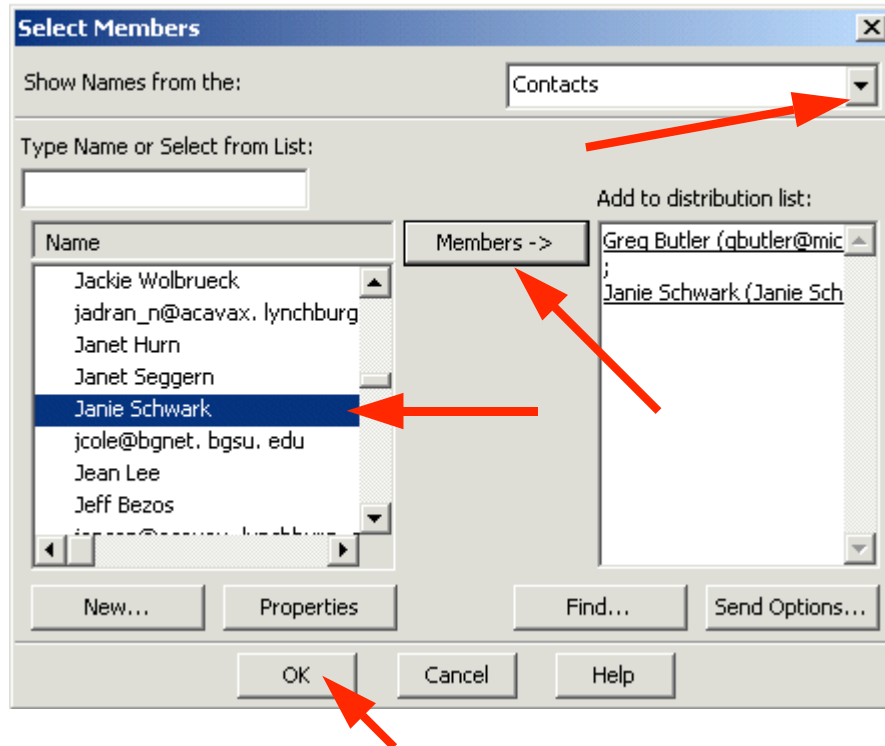 Select Members
Show Names from the:
Contacts
Type Name or Select from List:
Add to distribution list:
Name
Members ->
Greg Butler (gbutler@mic
;
Janie Schwark (Janie Sch
Jackie Wolbrueck
jadran_n@acavax. lynchburg
Janet Hurn
Janet Seggern
Janie Schwark
jcole@bgnet. bgsu. edu
Jean Lee
Jeff Bezos
New...
Properties
Find...
Send Options...
OK
Cancel
Help